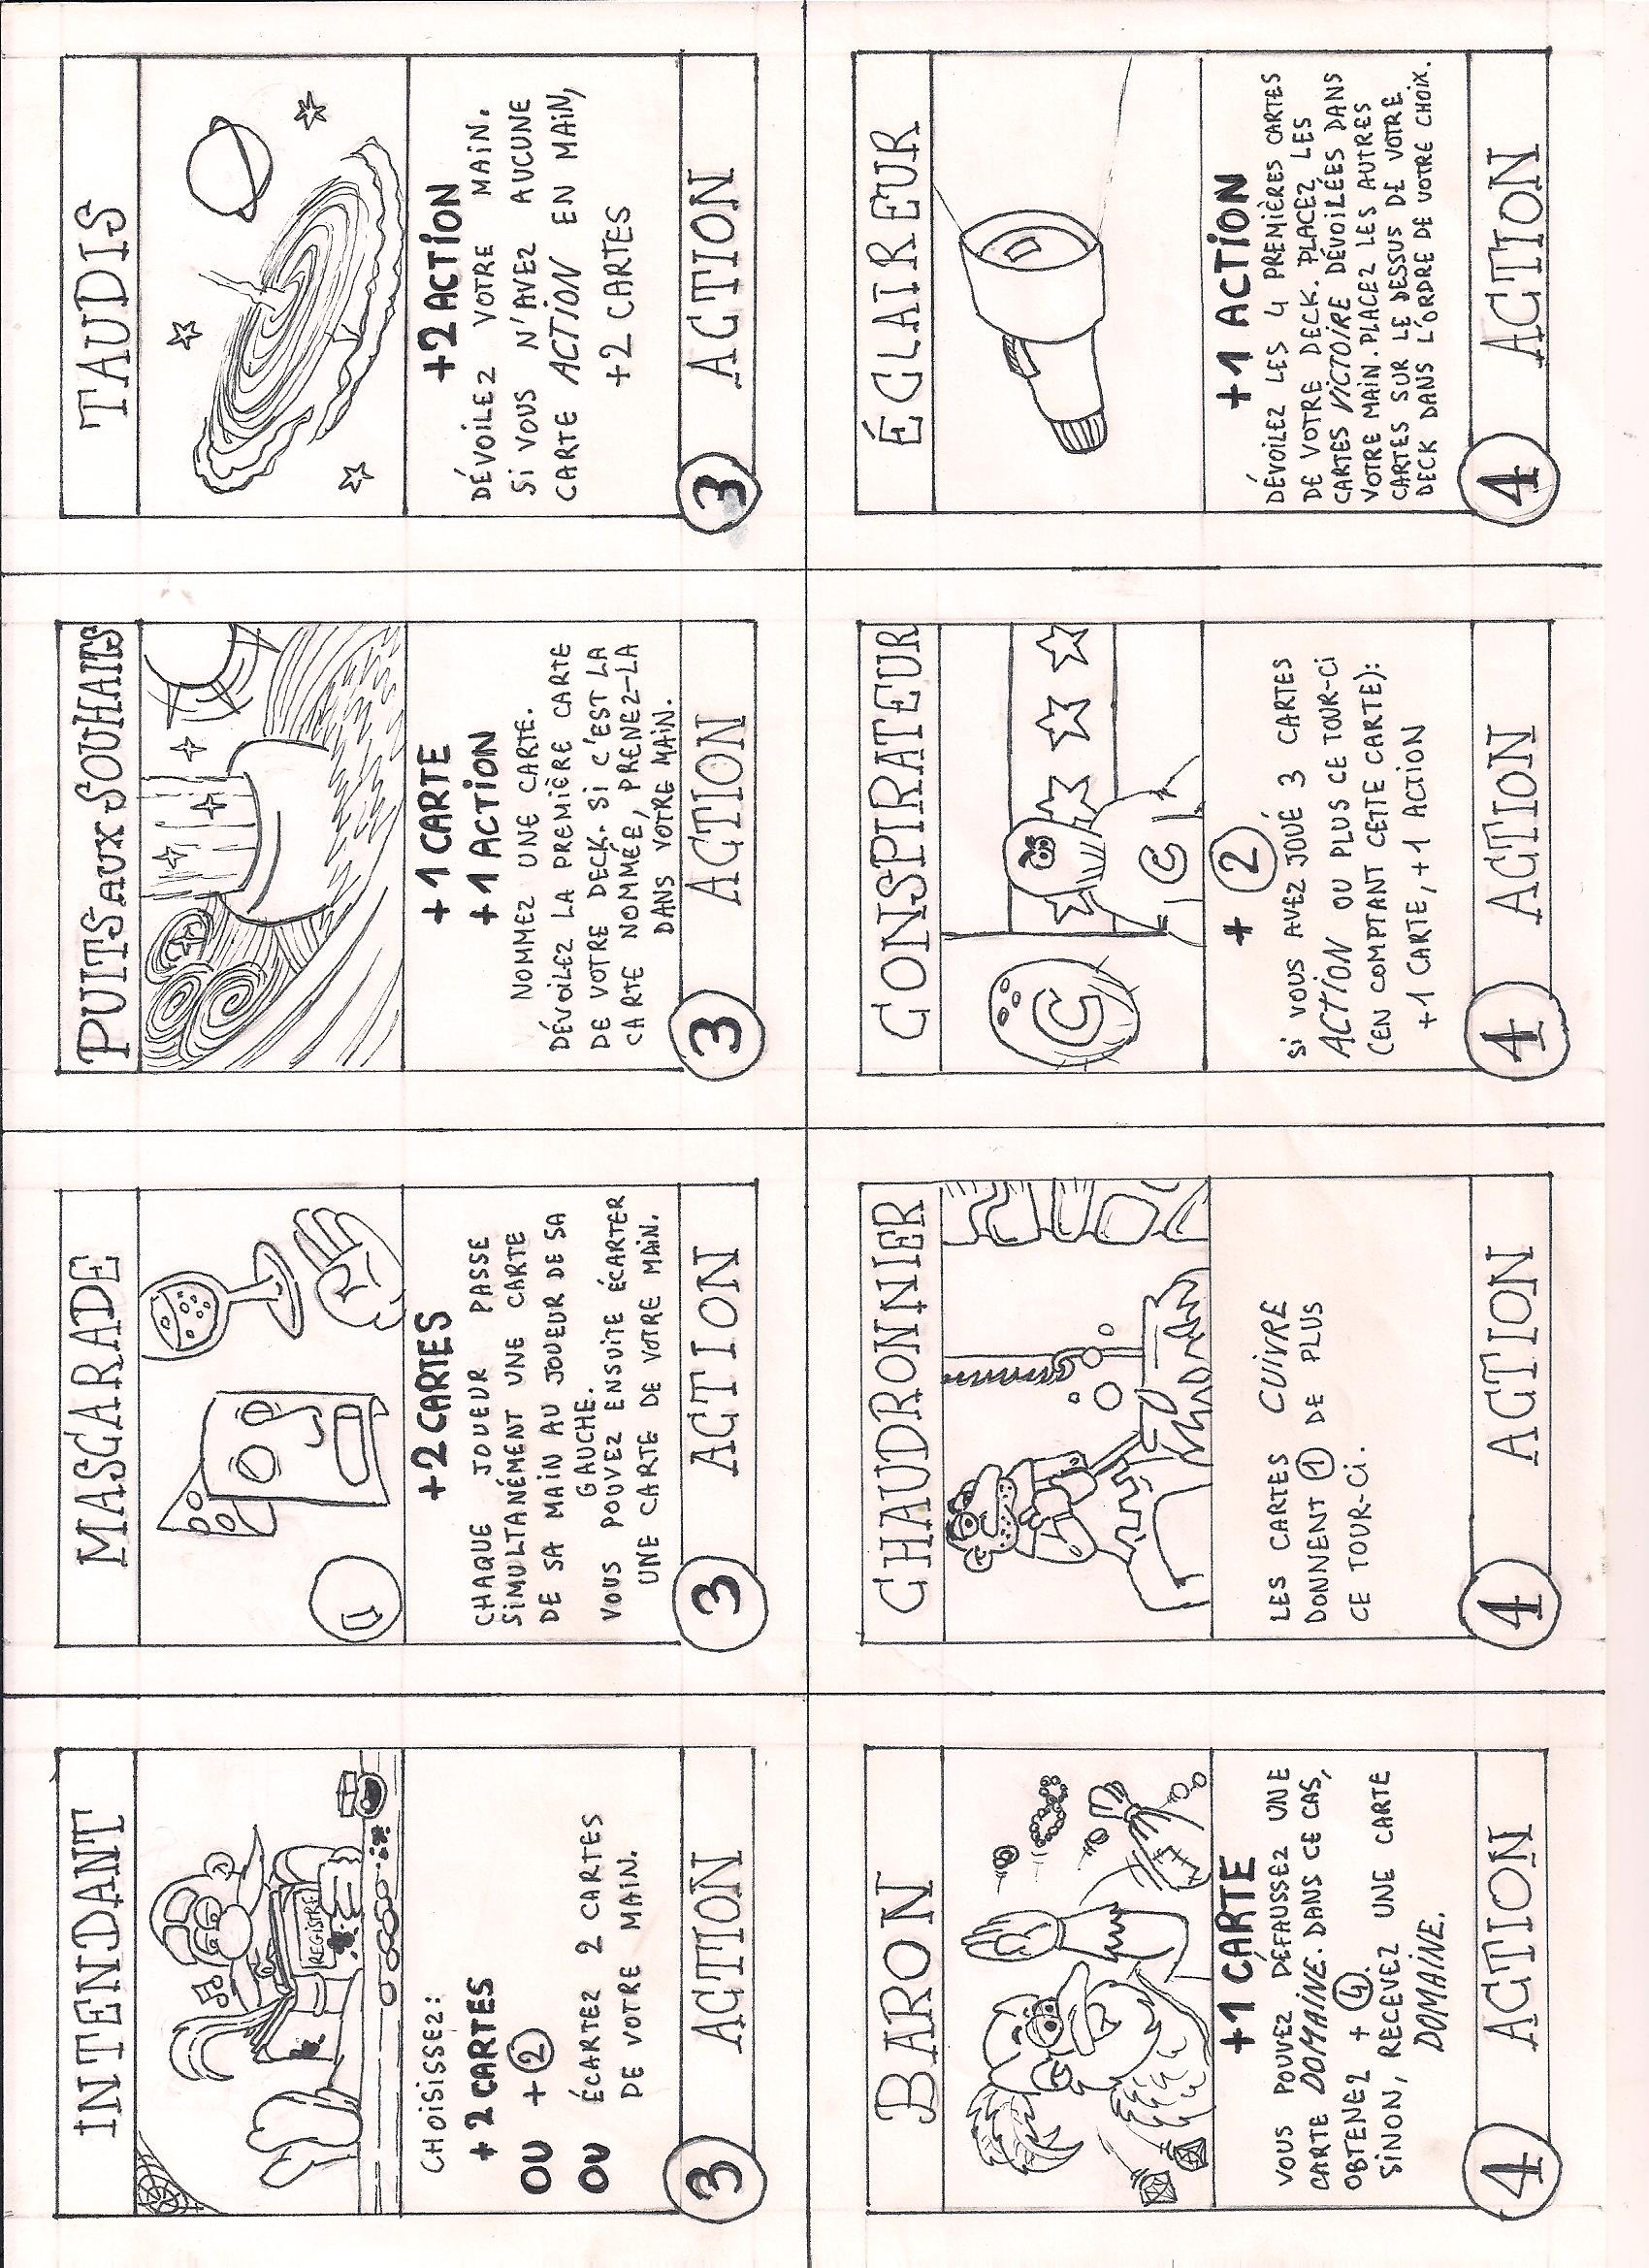 INTENDANT
REGISTRE
CHOISISSEZ:
+2 CARTES
OU +②
OU ÉCARTEZ 2 CARTES
DE VOTRE MAIN.
3
ACTION
MASCARADE
+2 CARTES
CHAQUE JOUEUR PASSE
SIMULTANÉMENT UNE CARTE
DE SA MAIN AU JOUEUR DE SA
GAUCHE.
VOUS POUVEZ ENSUITE ÉCARTER
UNE CARTE DE VOTRE MAIN.
3
ACTION
PUITS AUX SOUHAITS
+1 CARTE
+1 ACTION
NOMMEZ UNE CARTE.
DÉVOILEZ LA PREMIÈRE CARTE
DE VOTRE DECK. SI C'EST LA
CARTE NOMMÉE, PRENEZ-LA
DANS VOTRE MAIN.
3
ACTION
TAUDIS
+2 ACTION
DÉVOILEZ VOTRE MAIN.
SI VOUS N'AVEZ AUCUNE
CARTE ACTION EN MAIN,
+2 CARTES
3
ACTION
BARON
+1 CARTE
VOUS POUVEZ DÉFAUSSEZ UNE
CARTE DOMAINE. DANS CE CAS,
OBTENEZ + ④.
SINON, RECEVEZ UNE CARTE
DOMAINE.
4
ACTION
CHAUDRONNIER
LES CARTES CUIVRE
DONNENT ① DE PLUS
CE TOUR-CI.
4
ACTION
CONSPIRATEUR
C
C
+ ②
SI VOUS AVEZ JOUÉ 3 CARTES
ACTION OU PLUS CE TOUR-CI
(EN COMPTANT CETTE CARTE):
+1 CARTE, +1 ACTION
4
ACTION
ÉCLAIREUR
+1 ACTION
DÉVOILEZ LES 4 PREMIÈRES CARTES
DE VOTRE DECK. PLACEZ LES
CARTES VICTOIRE DÉVOILÉES DANS
VOTRE MAIN. PLACEZ LES AUTRES
CARTES SUR LE DESSUS DE VOTRE
DECK DANS L'ORDRE DE VOTRE CHOIX.
4
ACTION